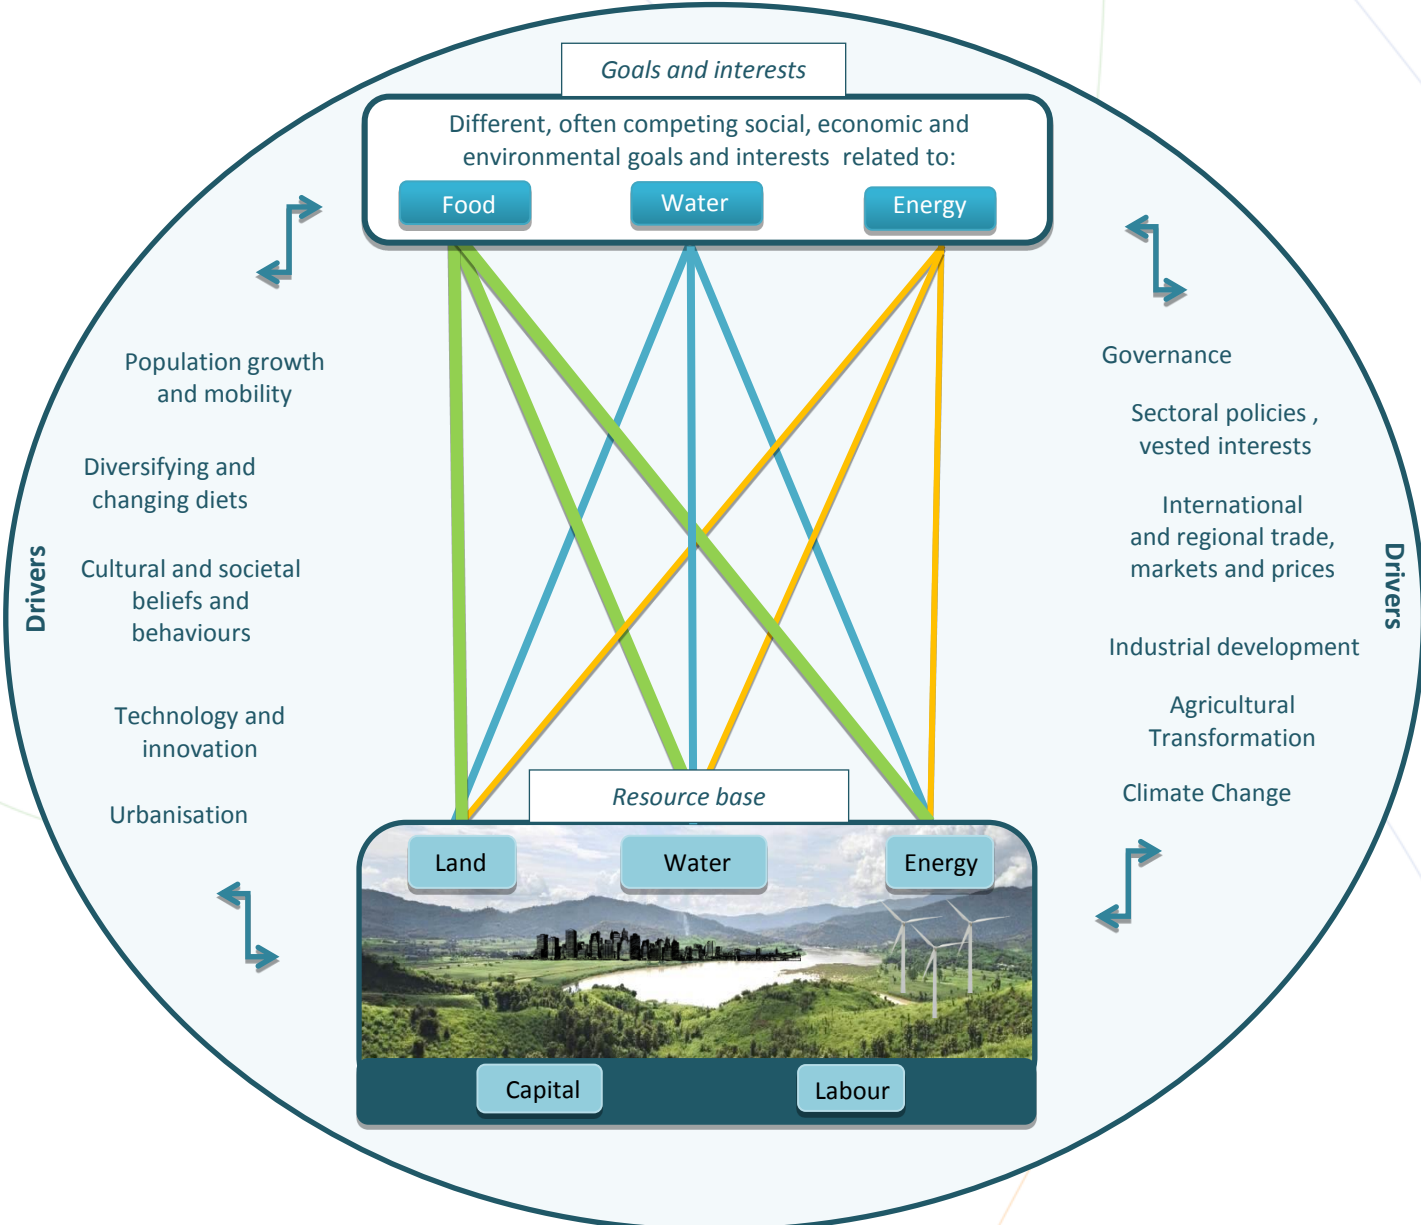 Goals and interests
Different, often competing social, economic and
environmental goals and interests  related to:
Food
Water
Energy
Drivers
Population growth
and mobility
Diversifying and
changing diets
Cultural and societal
beliefs and
behaviours
Technology and
innovation
Urbanisation
Governance
Sectoral policies ,
vested interests
International
and regional trade,
markets and prices
Industrial development
Agricultural
Transformation
Climate Change
Drivers
Resource base
Land
Water
Energy
Capital
Labour